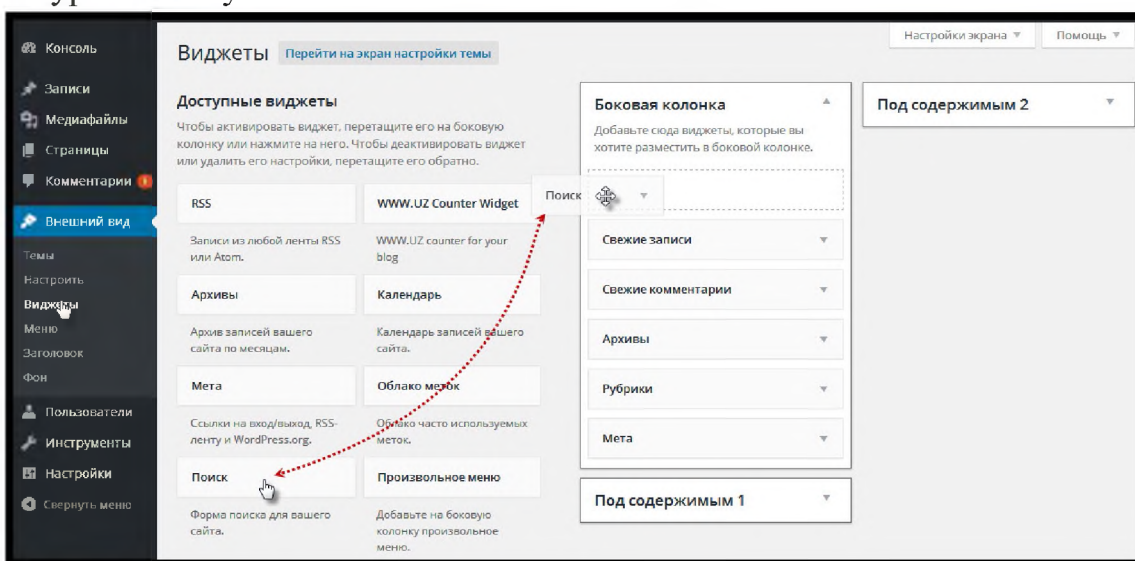 Консоль
Записи
Медиафайлы
Страницы
Комментарии
Внешний вид
Темы
Настроить
Виджеты
Меню
Заголовок
Фон
Пользователи
Инструменты
Настройки
Свернуть меню
Настройки экрана
Помощь
Виджеты Перейти на экран настройки темы
Доступные виджеты
Чтобы активировать виджет, перетащите его на боковую
колонку или нажмите на него. Чтобы деактивировать виджет
или удалить его настройки, перетащите его обратно.
RSS
Записи из любой ленты RSS
или Atom.
WWW.UZ Counter Widget
WWW.UZ counter for your
blog
Архивы
Архив записей вашего
сайта по месяцам.
Календарь
Календарь записей вашего
сайта.
Мета
Ссылки на вход/выход, RSS-
ленту и WordPress.org.
Облако меток
Облако часто используемых
меток.
Поиск
Форма поиска для вашего
сайта.
Произвольное меню
Добавьте на боковую
колонку произвольное
меню.
Боковая колонка
Добавьте сюда виджеты, которые вы
хотите разместить в боковой колонке.
Поиск
Свежие записи
Свежие комментарии
Архивы
Рубрики
Мета
Под содержимым 1
Под содержимым 2